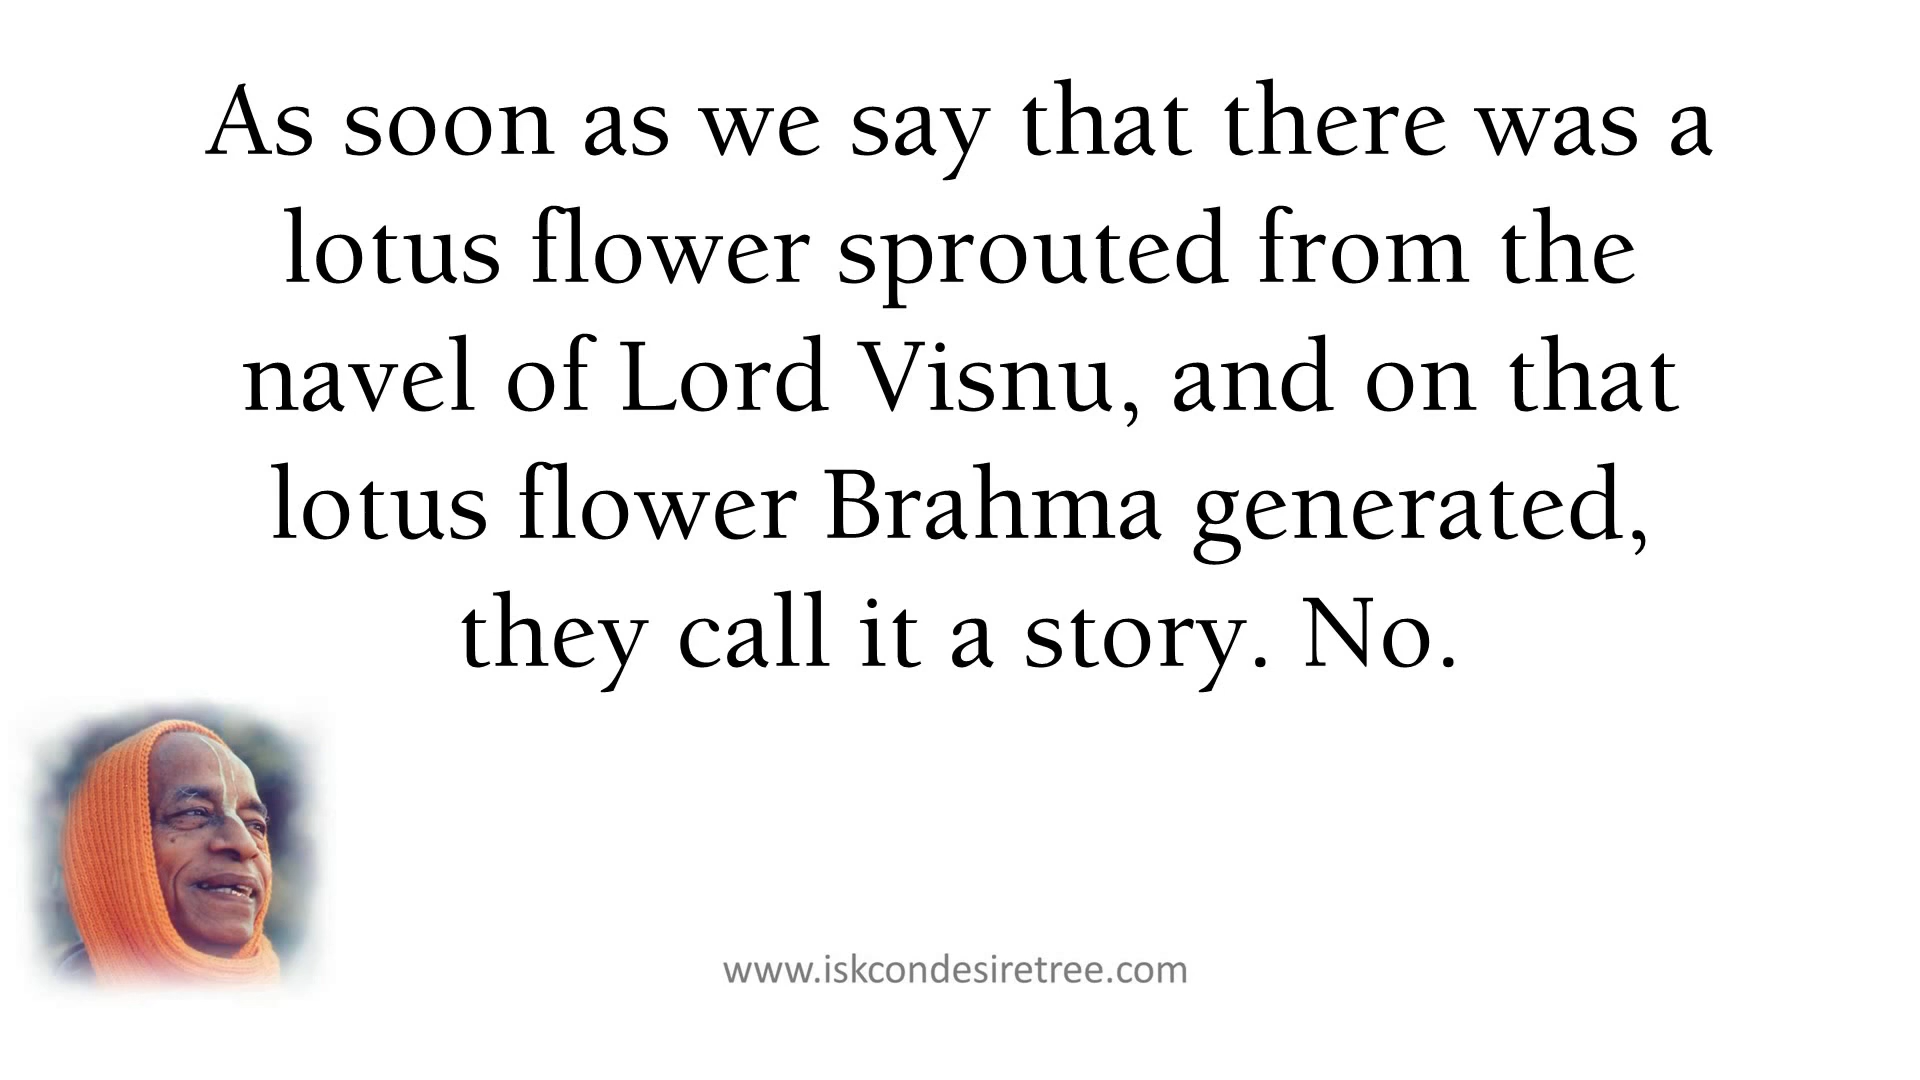 As soon as we say that there was a
lotus flower sprouted from the
navel of Lord Visnu, and on that
lotus flower Brahma generated,
they call it a story. No.
www.iskcondesiretree.com